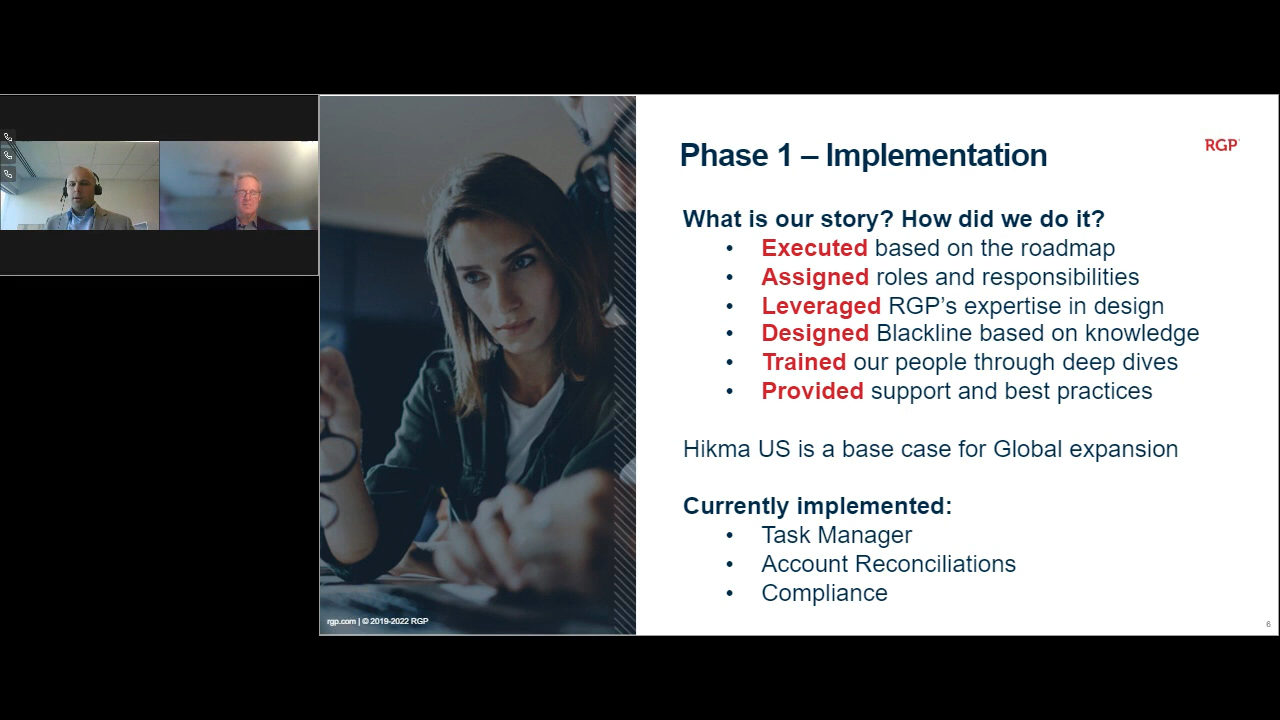 Phase 1 – Implementation
RGP
What is our story? How did we do it?
• Executed based on the roadmap
• Assigned roles and responsibilities
• Leveraged RGP’s expertise in design
• Designed Blackline based on knowledge
• Trained our people through deep dives
• Provided support and best practices
Hikma US is a base case for Global expansion
Currently implemented:
• Task Manager
• Account Reconciliations
• Compliance
rgp.com | © 2019-2022 RGP
6